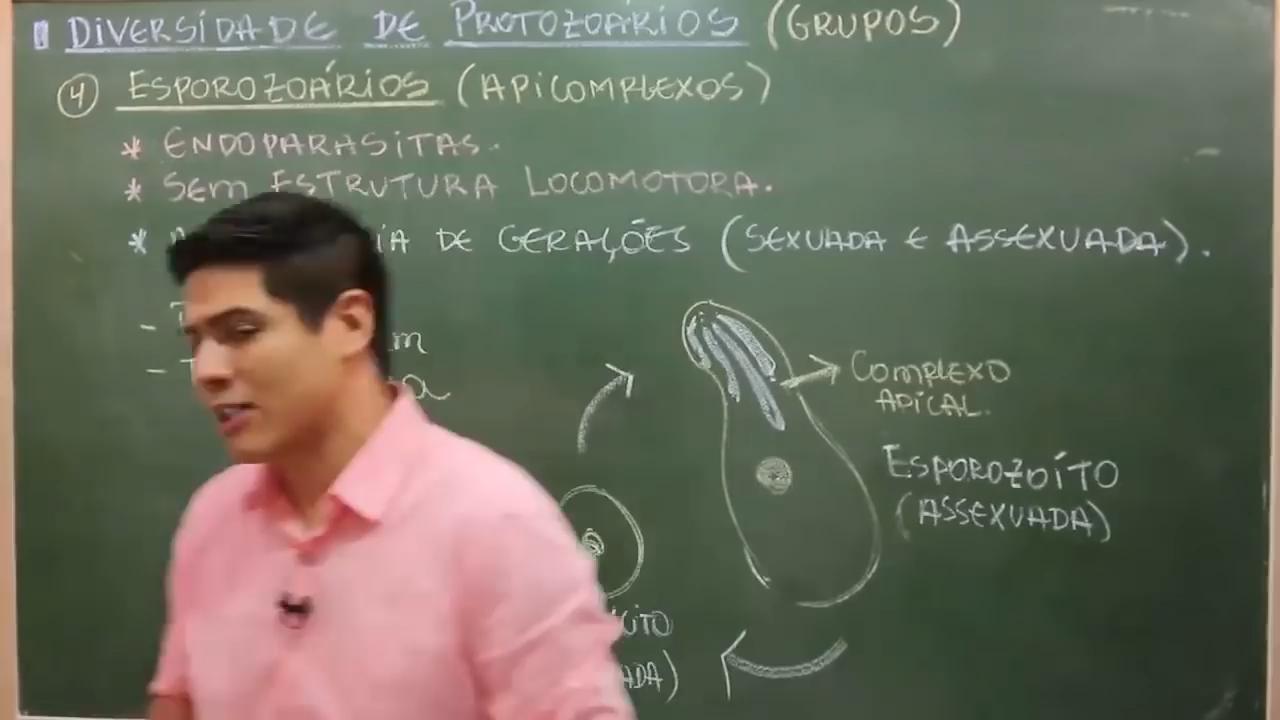 DIVERSIDADE DE PROTOZOÁRIOS (GRUPOS)
4 ESPOROZOÁRIOS (APICOMPLEXOS)
* ENDOPARASITAS.
* SEM ESTRUTURA LOCOMOTORA.
* DE GERAÇÕES (SEXUADA E ASSEXUADA).
COMPLEXO
APICAL.
ESPOROZOÍTO
(ASSEXUADA)